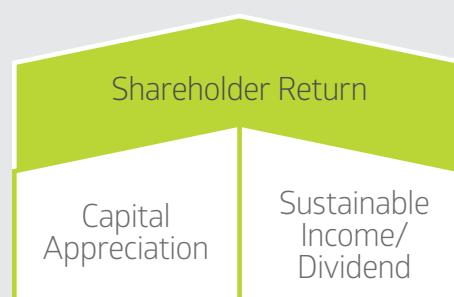 Shareholder Return
Capital
Appreciation
Sustainable
Income/
Dividend